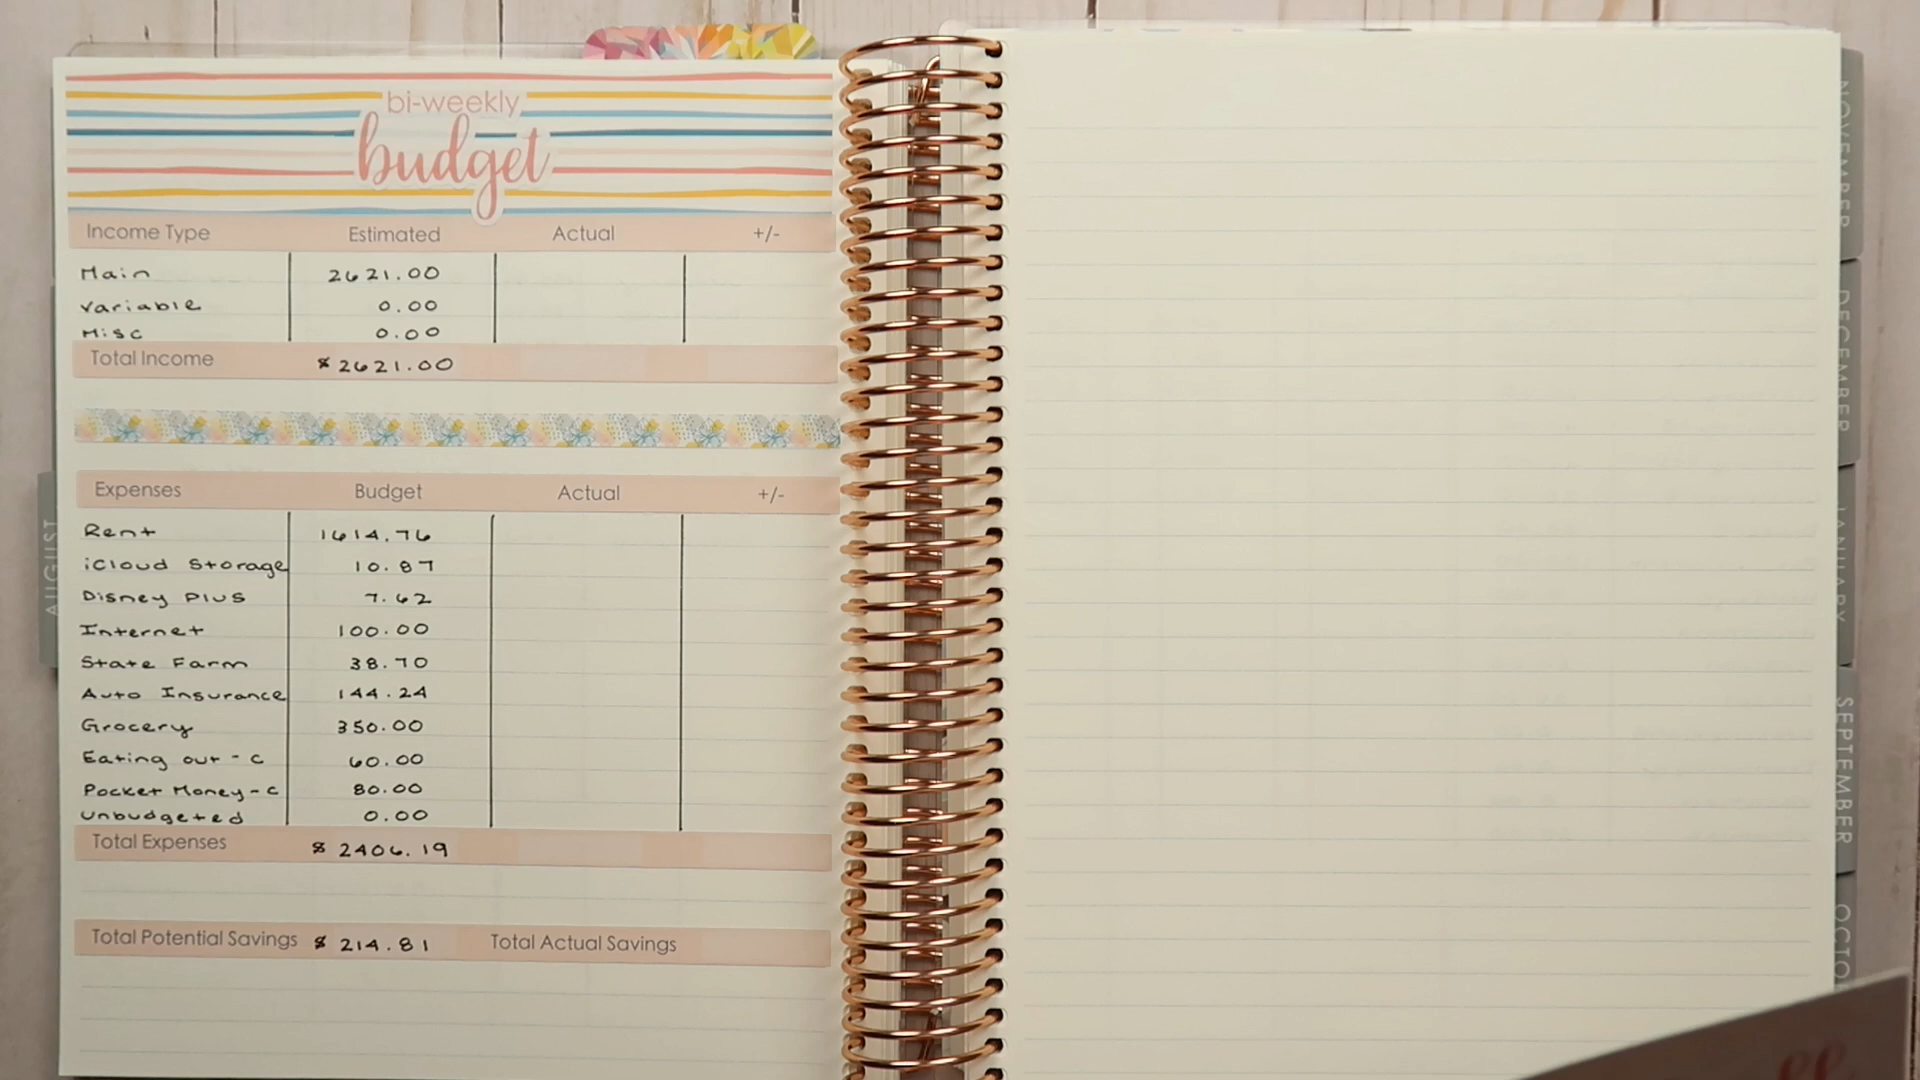 bi-weekly
budget
Income Type Estimated Actual +/-
Main 2621.00
Variable 0.00
Misc 0.00
Total Income $2621.00
Expenses Budget Actual +/-
Rent 1614.76
iCloud Storage 10.87
Disney Plus 7.62
Internet 100.00
State Farm 38.70
Auto Insurance 144.24
Grocery 350.00
Eating out - C 60.00
Pocket Money - C 80.00
Unbudgeted 0.00
Total Expenses $ 2406.19
Total Potential Savings $ 214.81 Total Actual Savings
AUGUST
NOVEMBER
DECEMBER
JANUARY
SEPTEMBER
OCTO